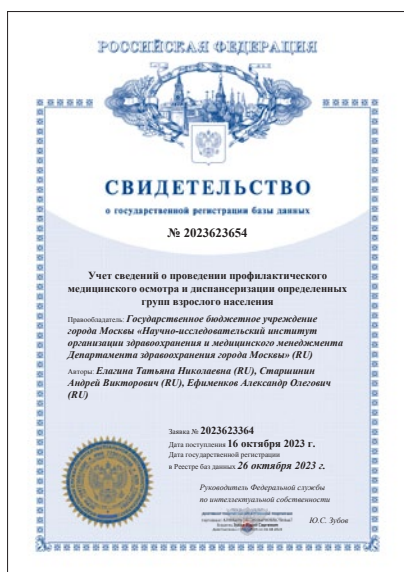 РОССИЙСКАЯ ФЕДЕРАЦИЯ
СВИДЕТЕЛЬСТВО
о государственной регистрации базы данных
№ 2023623654
Учет сведений о проведении профилактического
медицинского осмотра и диспансеризации определенных
групп взрослого населения
Правообладатель: Государственное бюджетное учреждение
города Москвы «Научно-исследовательский институт
организации здравоохранения и медицинского менеджмента
Департамента здравоохранения города Москвы» (RU)
Авторы: Елагина Татьяна Николаевна (RU), Старшинин
Андрей Викторович (RU), Ефименков Александр Олегович
(RU)
Заявка № 2023623364
Дата поступления 16 октября 2023 г.
Дата государственной регистрации
в Реестре баз данных 26 октября 2023 г.
Руководитель Федеральной службы
по интеллектуальной собственности
Ю.С. Зубов